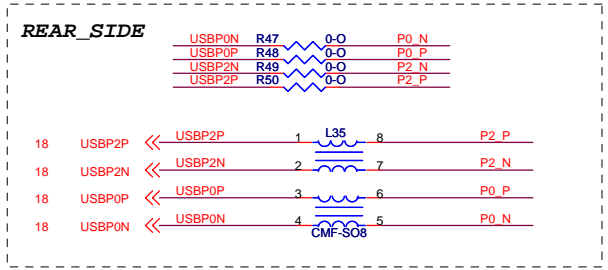 REAR_SIDE
USBP0N R47 0-O P0_N
USBP0P R48 0-O P0_P
USBP2N R49 0-O P2_N
USBP2P R50 0-O P2_P
L35
18 USBP2P USBP2P 1 8 P2_P
18 USBP2N USBP2N 2 7 P2_N
18 USBP0P USBP0P 3 6 P0_P
18 USBP0N USBP0N 4 5 P0_N
CMF-SO8